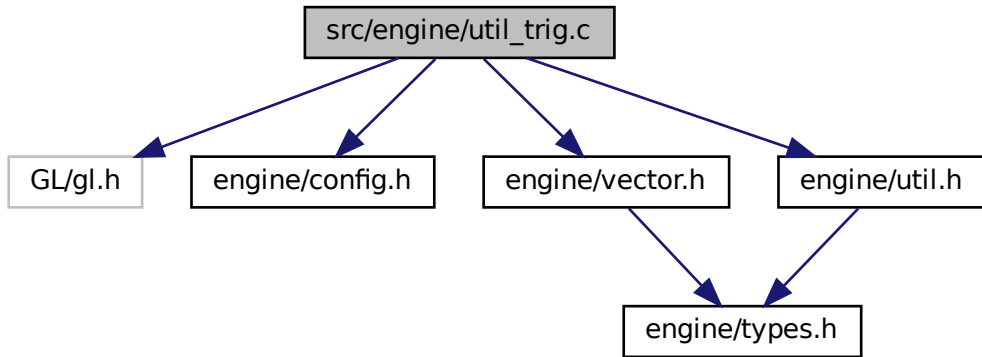 src/engine/util_trig.c
GL/gl.h
engine/config.h
engine/vector.h
engine/util.h
engine/types.h